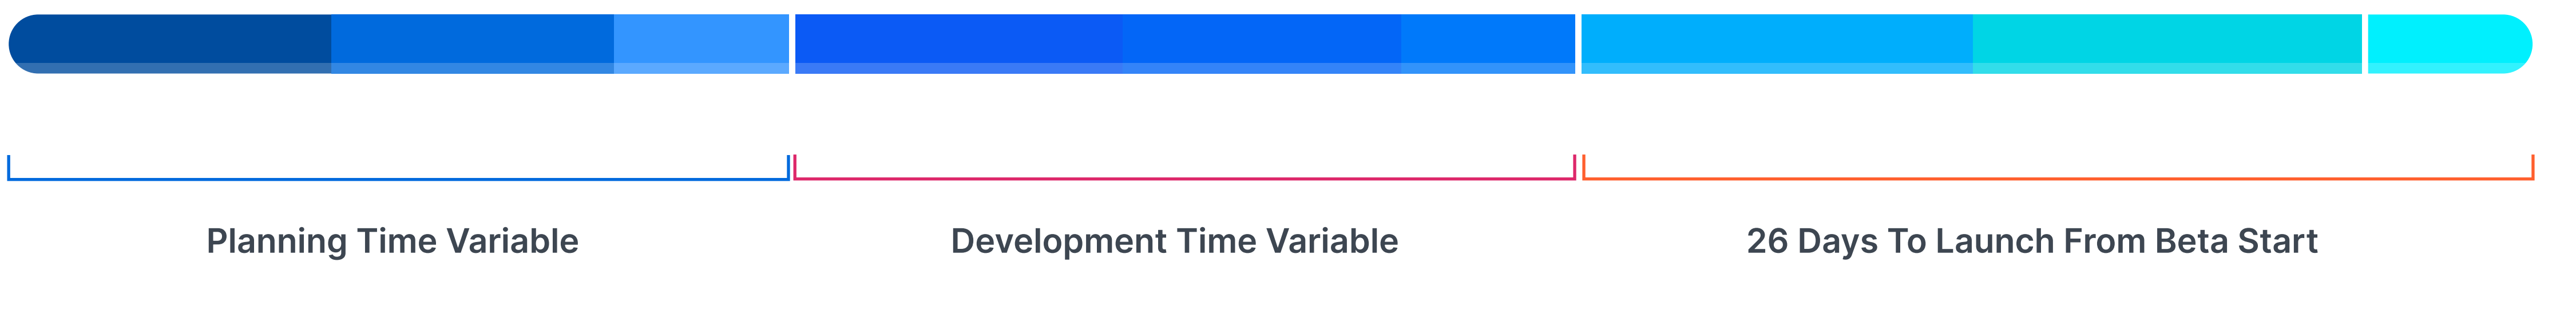 Planning Time Variable
Development Time Variable
26 Days To Launch From Beta Start